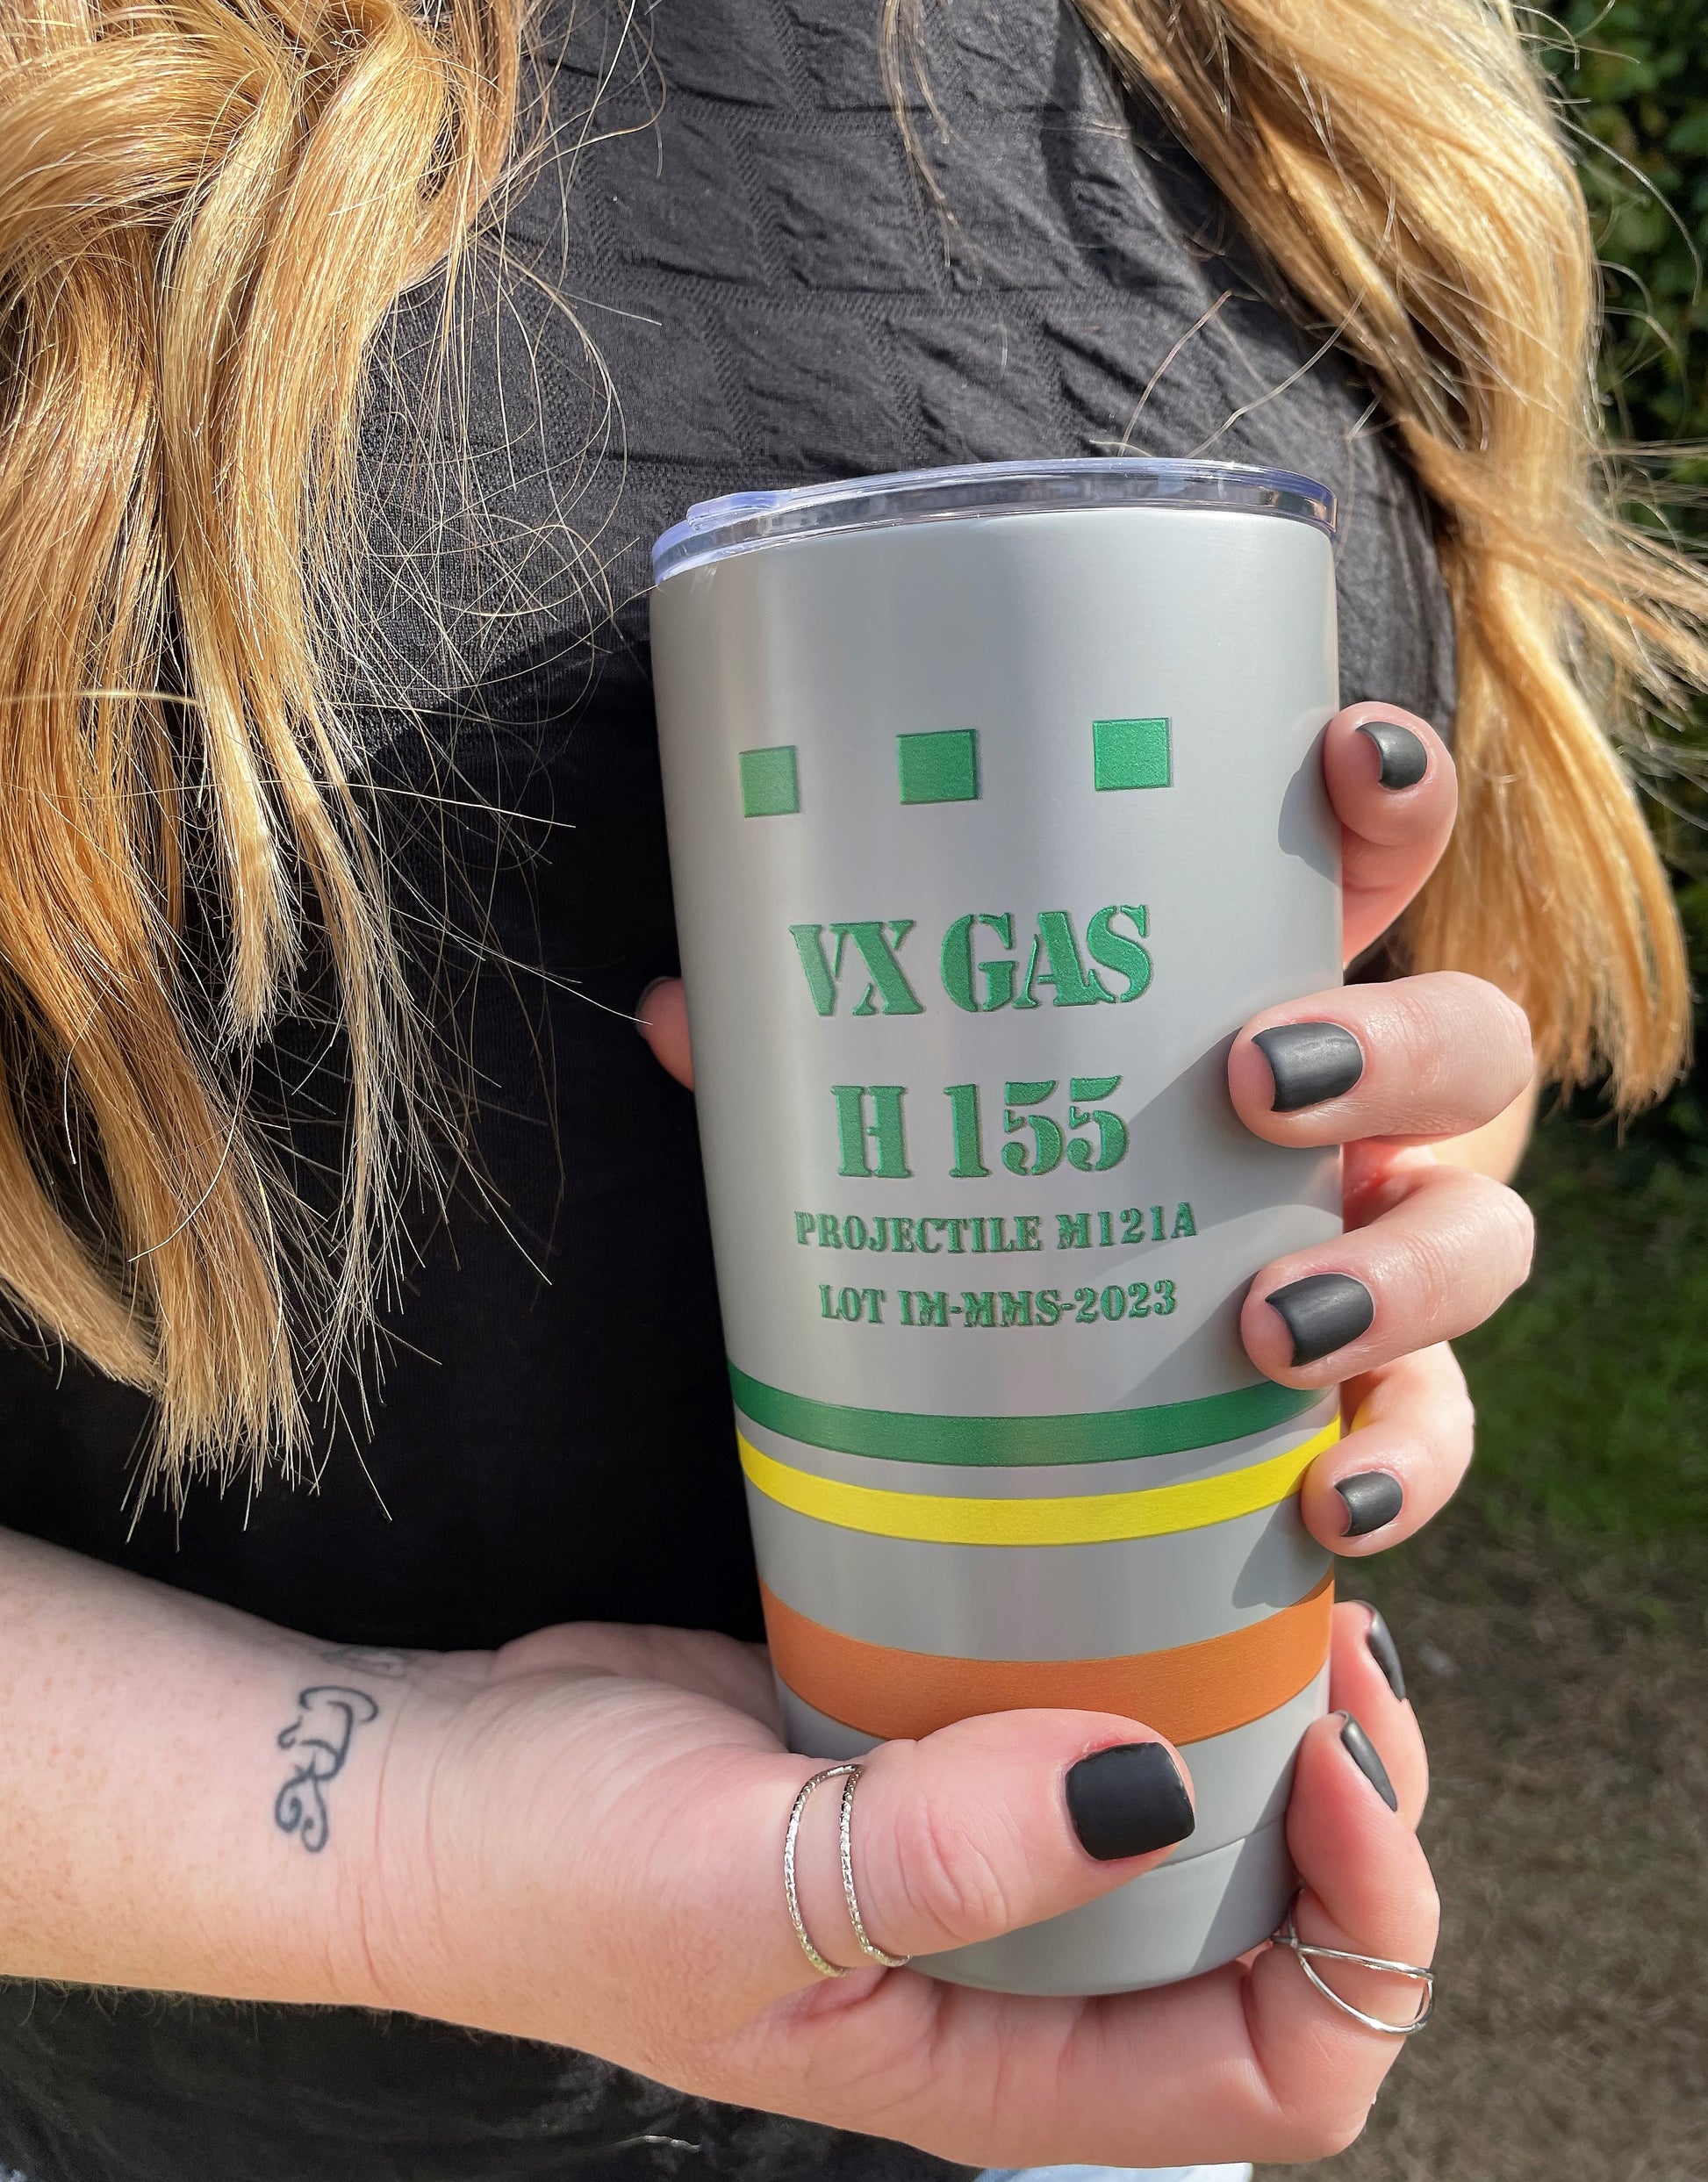 VX GAS
H 155
PROJECTILE M121A
LOT IM-MMS-2023